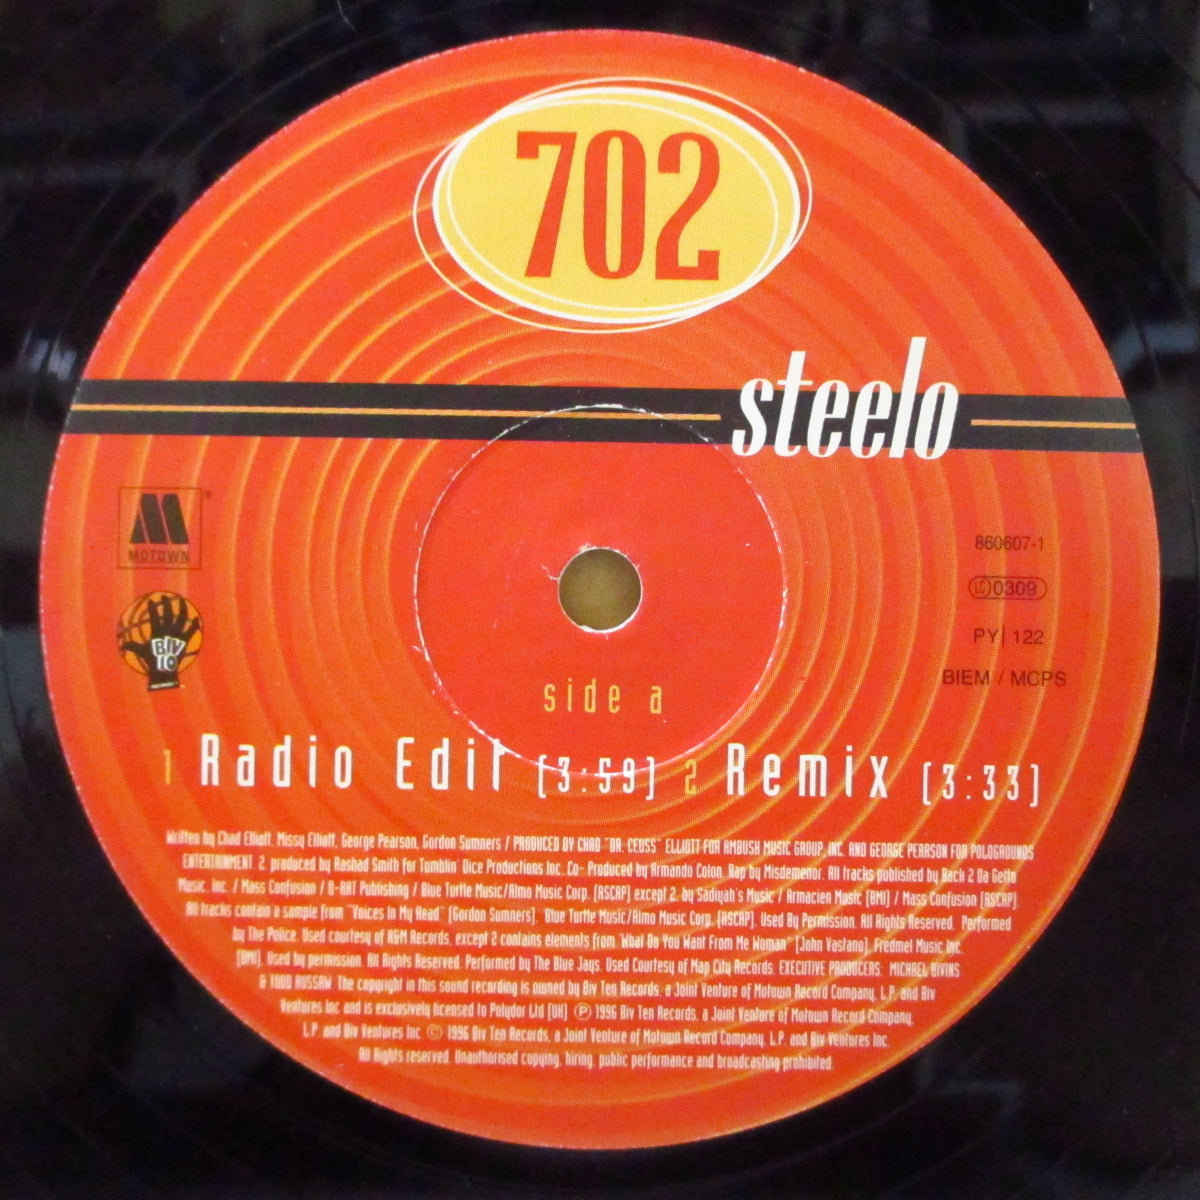 702
steelo
MOTOWN
BIV
10
RECORDS
860607-1
LC 0309
PY 122
BIEM / MCPS
side a
1 Radio Edit (3:59) 2 Remix (3:33)
Written by Chad Elliott, Missy Elliott, George Pearson, Gordon Sumners / PRODUCED BY CHAD "DR. CEUSS" ELLIOTT FOR AMBUSH MUSIC GROUP, INC. AND GEORGE PEARSON FOR POLOGROUNDS
ENTERTAINMENT 2. produced by Rashad Smith for Tumblin' Dice Productions Inc. Co- Produced by Armando Colon. Rap by Misdemenor. All tracks published by Back 2 Da Getto
Music, Inc. / Mass Confusion / D-ART Publishing / Blue Turtle Music/Almo Music Corp. (ASCAP) except 2. by Sadiyah's Music / Armacien Music (BMI) / Mass Confusion (ASCAP).
All tracks contain a sample from "Voices In My Head" (Gordon Sumners). Blue Turtle Music/Almo Music Corp. (ASCAP). Used By Permission. All Rights Reserved. Performed
by The Police. Used courtesy of A&M Records, except 2 contains elements from "What Do You Want From Me Woman" (John Vastano), Fredmel Music, Inc.
(BMI). Used by permission. All Rights Reserved. Performed by The Blue Jays. Used Courtesy of Map City Records. EXECUTIVE PRODUCERS: MICHAEL BIVINS
& TODD RUSSAW. The copyright in this sound recording is owned by Biv Ten Records, a Joint Venture of Motown Record Company, L.P. and Biv
Ventures Inc and is exclusively licensed to Polydor Ltd (UK) ℗ 1996 Biv Ten Records, a Joint Venture of Motown Record Company,
L.P. and Biv Ventures Inc © 1996 Biv Ten Records, a Joint Venture of Motown Record Company, L.P. and Biv Ventures Inc.
All Rights reserved. Unauthorised copying, hiring, public performance and broadcasting prohibited.